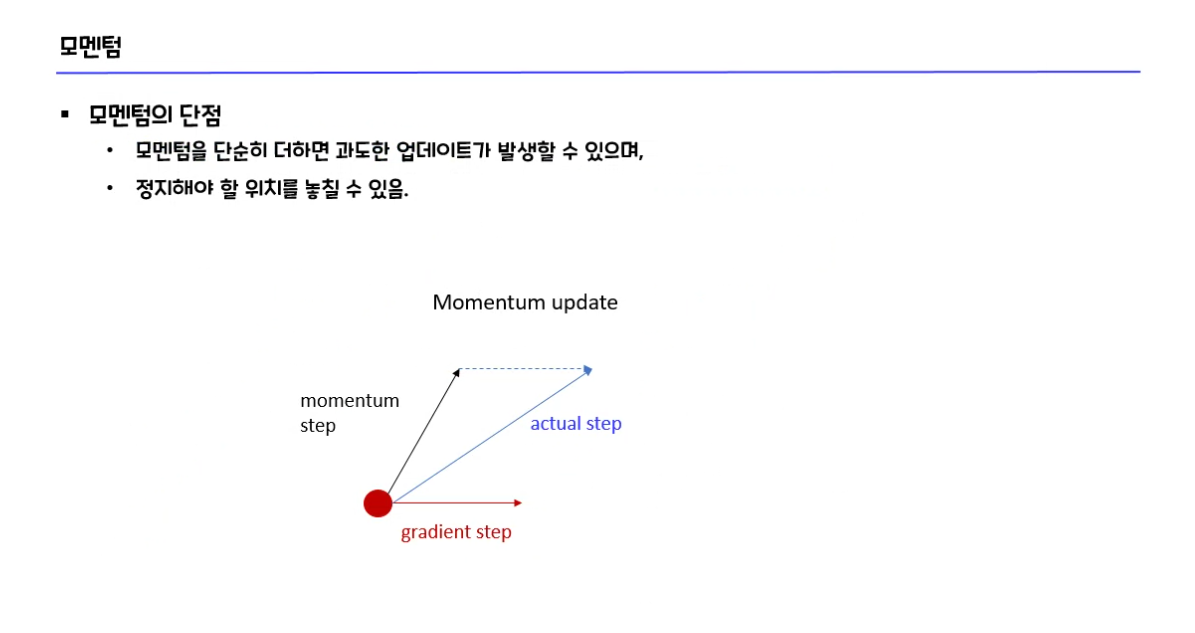 모멘텀
▪ 모멘텀의 단점
• 모멘텀을 단순히 더하면 과도한 업데이트가 발생할 수 있으며,
• 정지해야 할 위치를 놓칠 수 있음.
Momentum update
momentum
step
actual step
gradient step